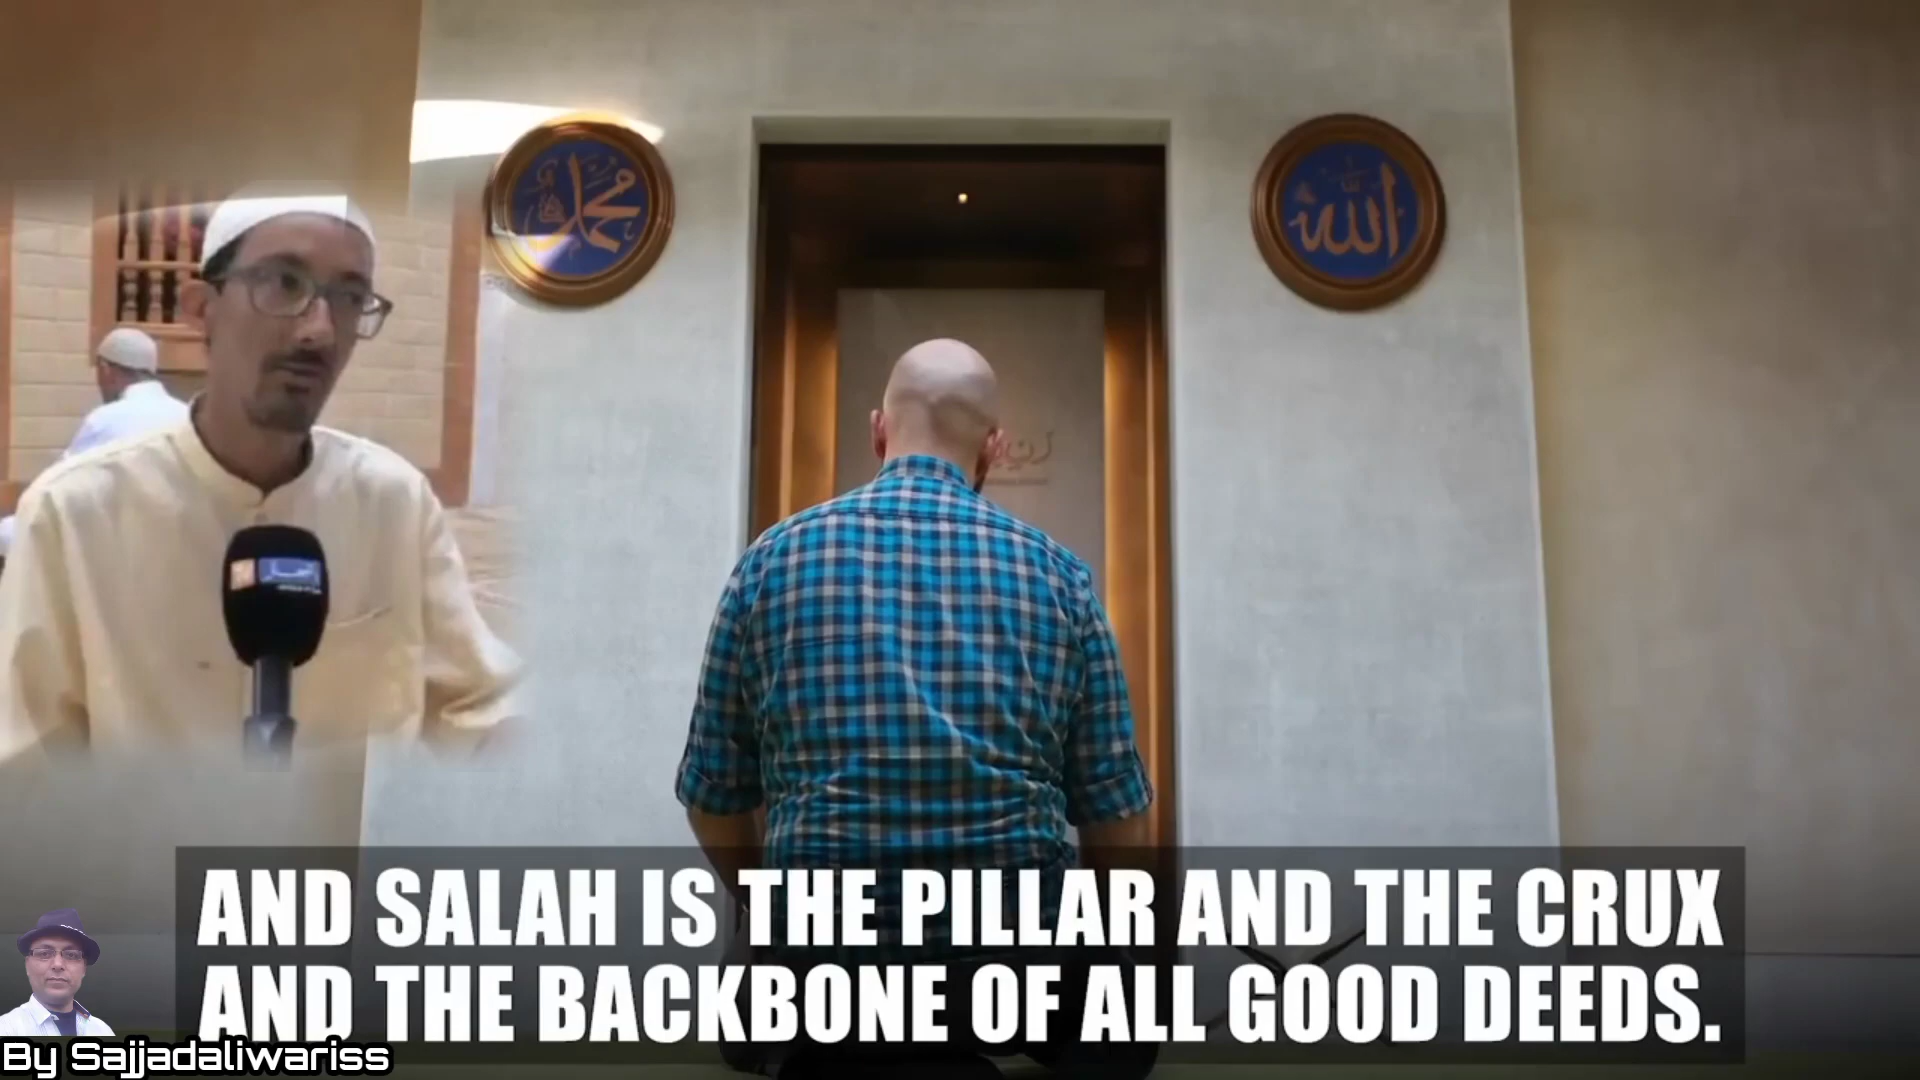 محمد
الله
AND SALAH IS THE PILLAR AND THE CRUX
AND THE BACKBONE OF ALL GOOD DEEDS.
By Sajjadaliwariss